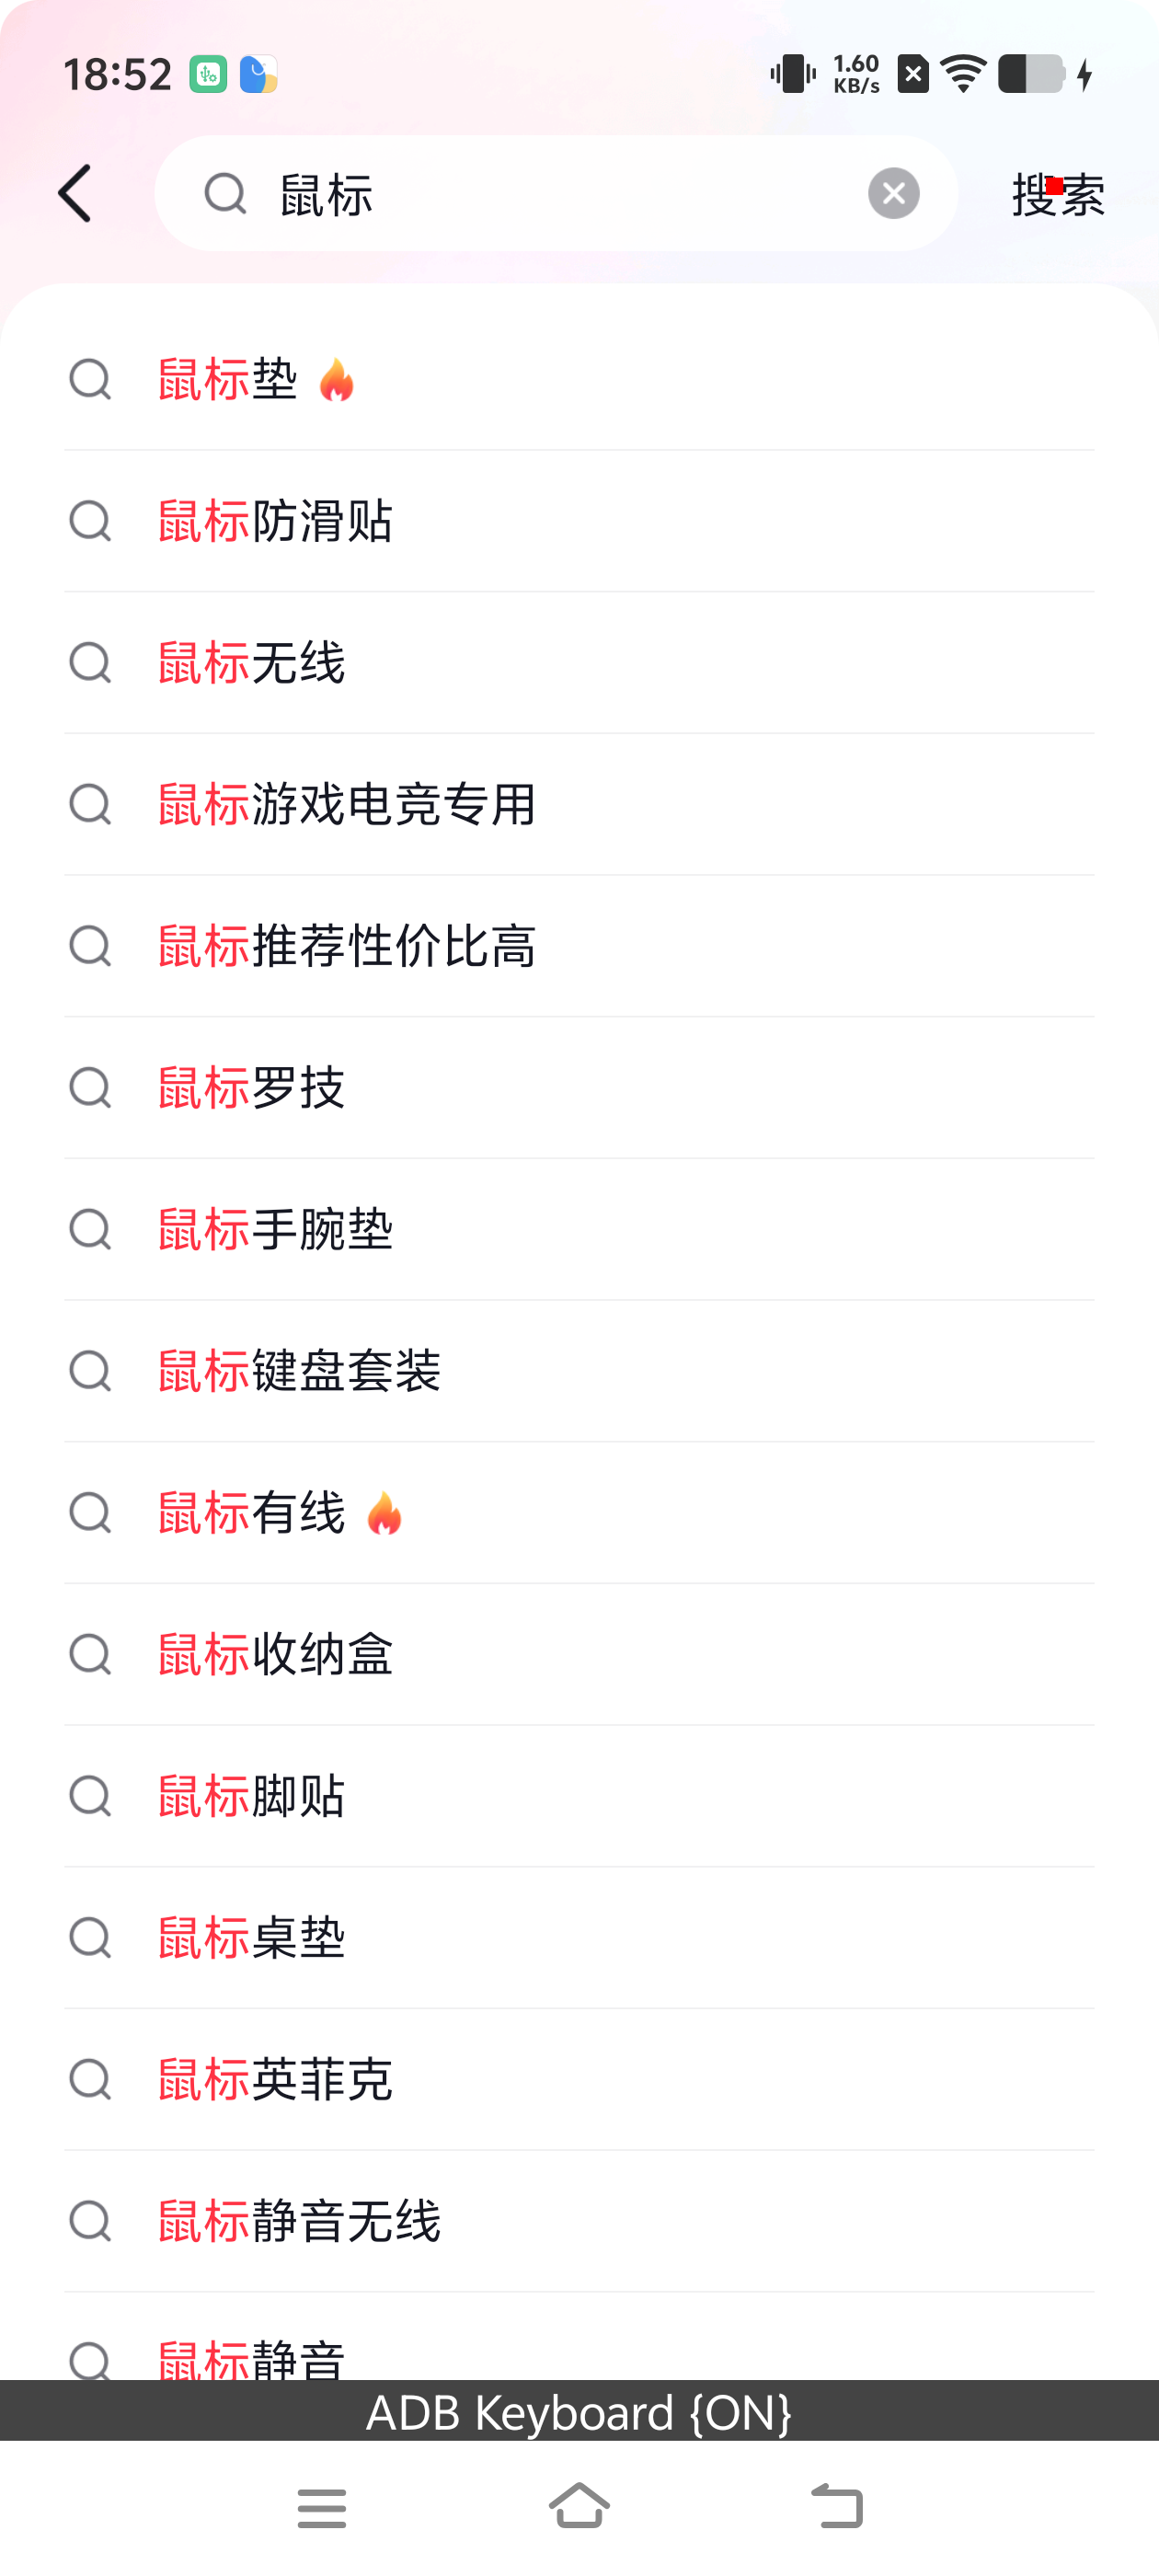 18:52
1.60
KB/s
鼠标
搜索
鼠标垫
鼠标防滑贴
鼠标无线
鼠标游戏电竞专用
鼠标推荐性价比高
鼠标罗技
鼠标手腕垫
鼠标键盘套装
鼠标有线
鼠标收纳盒
鼠标脚贴
鼠标桌垫
鼠标英菲克
鼠标静音无线
鼠标静音
ADB Keyboard {ON}